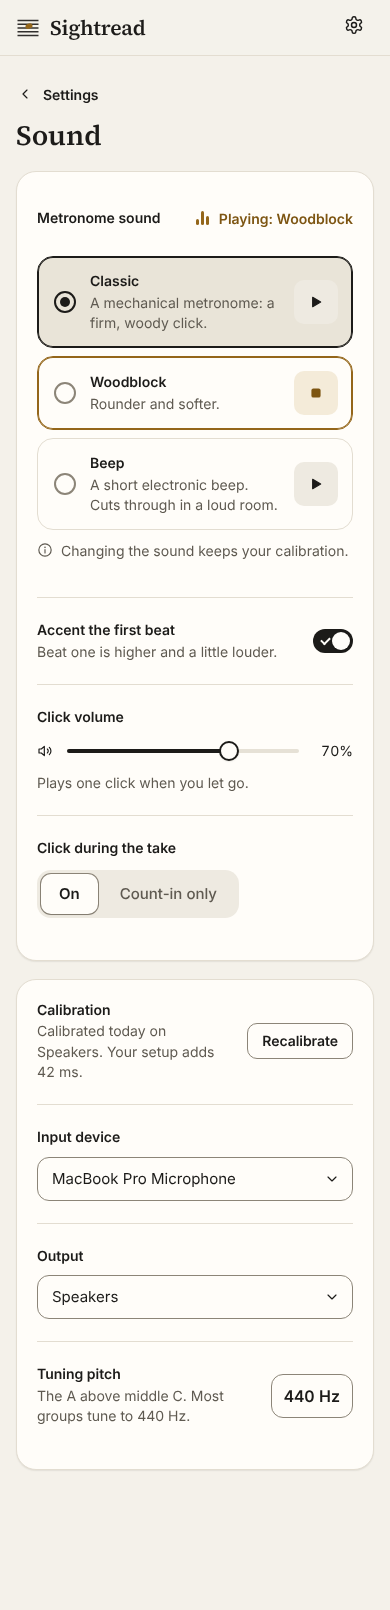 Sightread
Settings
Sound
Metronome sound
Playing: Woodblock
Classic
A mechanical metronome: a
firm, woody click.
Woodblock
Rounder and softer.
Beep
A short electronic beep.
Cuts through in a loud room.
Changing the sound keeps your calibration.
Accent the first beat
Beat one is higher and a little louder.
Click volume
70%
Plays one click when you let go.
Click during the take
On
Count-in only
Calibration
Calibrated today on
Speakers. Your setup adds
42 ms.
Recalibrate
Input device
MacBook Pro Microphone
Output
Speakers
Tuning pitch
The A above middle C. Most
groups tune to 440 Hz.
440 Hz